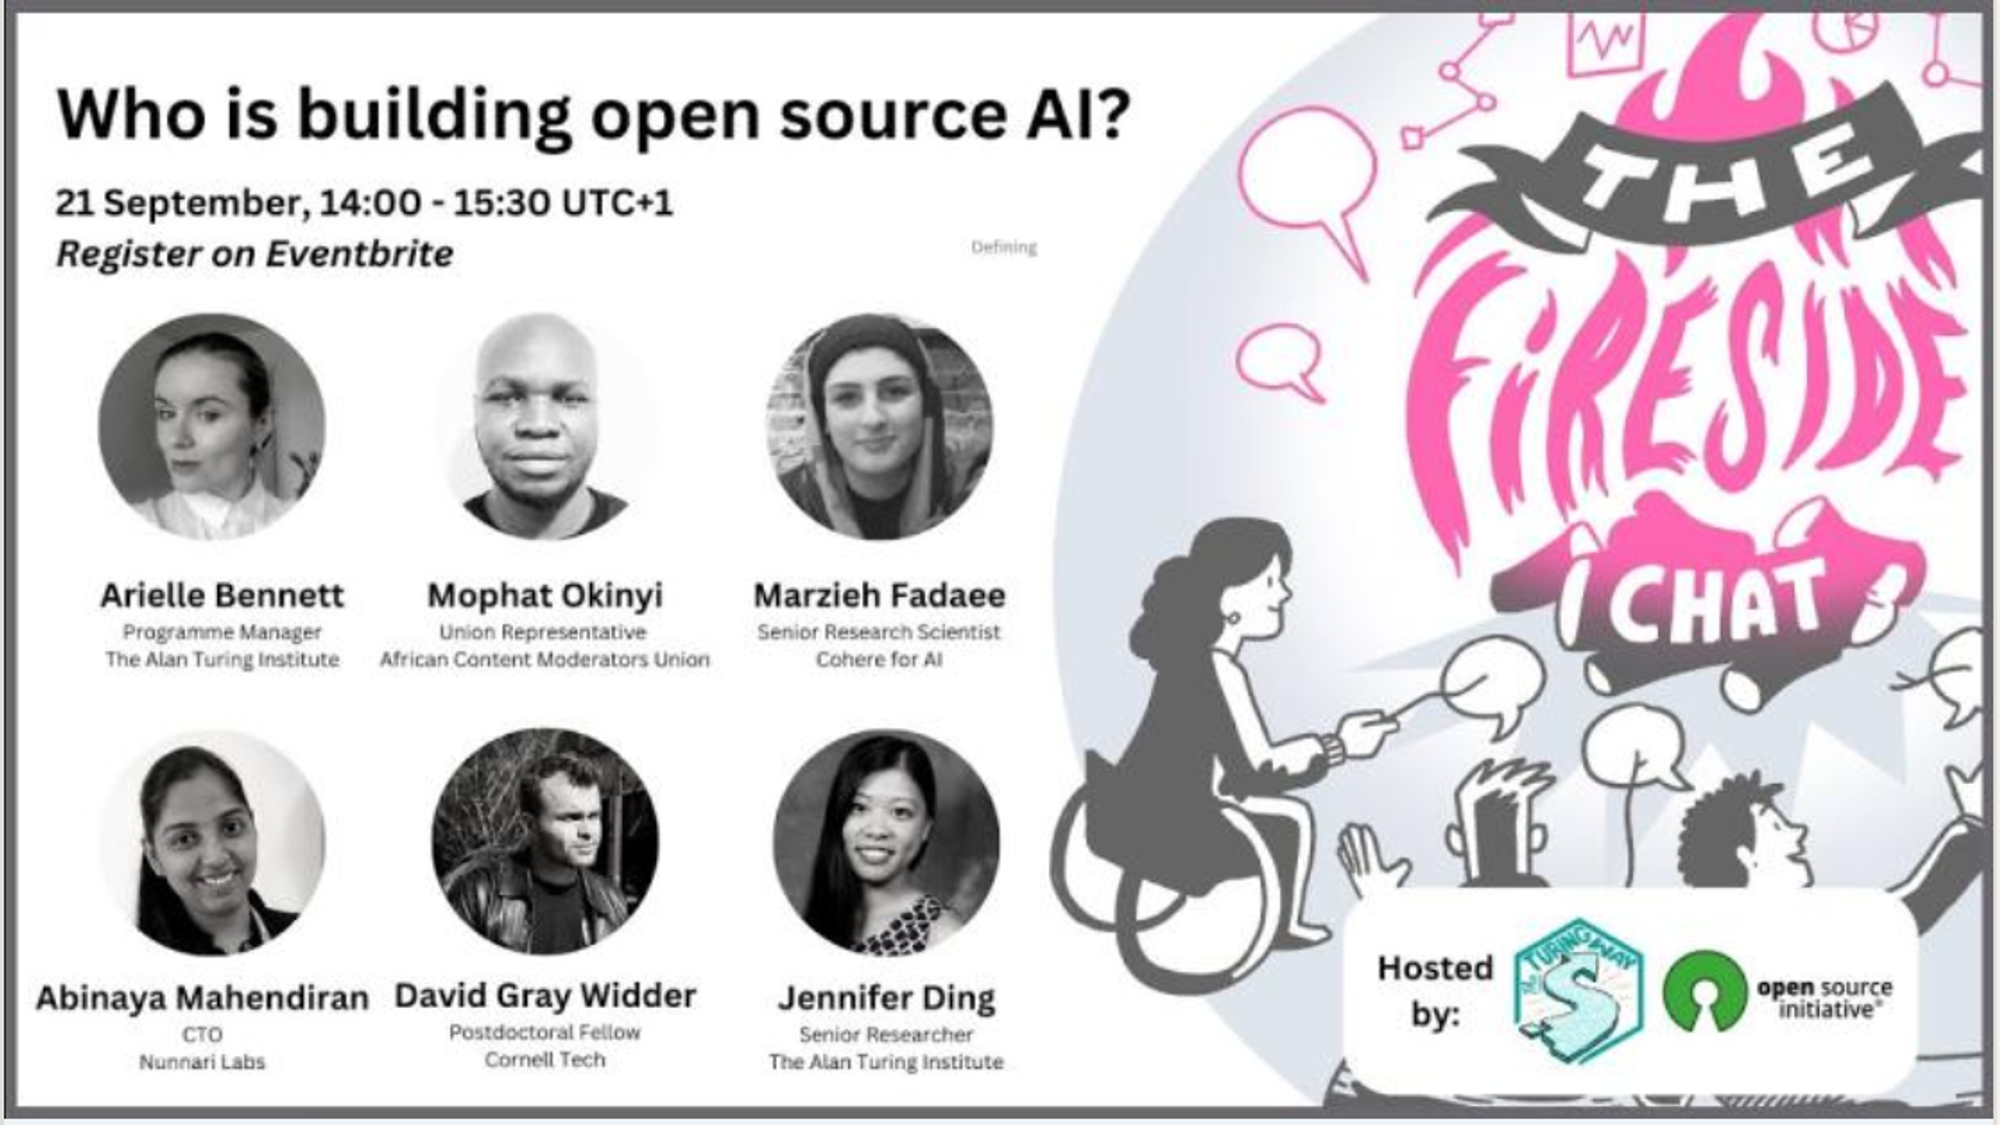 Who is building open source AI?
21 September, 14:00 - 15:30 UTC+1
Register on Eventbrite
Defining
Arielle Bennett
Programme Manager
The Alan Turing Institute
Mophat Okinyi
Union Representative
African Content Moderators Union
Marzieh Fadaee
Senior Research Scientist
Cohere for AI
Abinaya Mahendiran
CTO
Nunnari Labs
David Gray Widder
Postdoctoral Fellow
Cornell Tech
Jennifer Ding
Senior Researcher
The Alan Turing Institute
THE
FiRESIDE
CHAT
Hosted
by:
THE TURING WAY
open source
initiative®